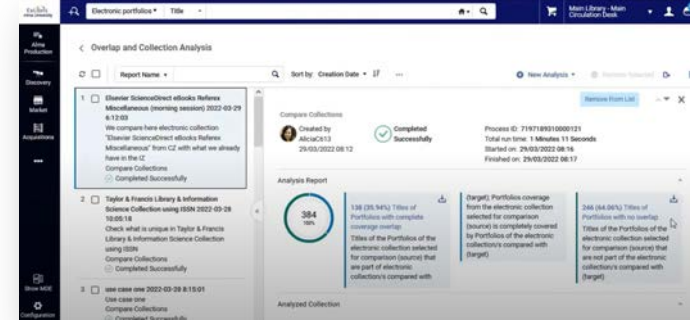 ExLibris
Alma University
Electronic portfolios
Title
Main Library - Main
Circulation Desk
Alma
Production
Discovery
Market
Acquisitions
Show MDE
Configuration
Overlap and Collection Analysis
Report Name
Sort by: Creation Date
New Analysis
Remove Selected
1 Elsevier ScienceDirect eBooks Referex
Miscellaneous (morning session) 2022-03-29
6:12:03
We compare here electronic collection
"Elsevier ScienceDirect eBooks Referex
Miscellaneous" from CZ with what we already
have in the IZ
Compare Collections
Completed Successfully
2 Taylor & Francis Library & Information
Science Collection using ISSN 2022-03-28
10:05:18
Check what is unique in Taylor & Francis
Library & Information Science Collection
using ISSN
Compare Collections
Completed Successfully
3 use case one 2022-03-28 8:15:01
Use case one
Compare Collections
Completed Successfully
Remove From List
Compare Collections
Created by
AliciaC613
29/03/2022 08:12
Completed
Successfully
Process ID: 7197189310000121
Total run time: 1 Minutes 11 Seconds
Started on: 29/03/2022 08:16
Finished on: 29/03/2022 08:17
Analysis Report
384
100%
138 (35.94%) Titles of
Portfolios with complete
coverage overlap
Titles of the Portfolios of the
electronic collection selected
for comparison (source) that
are part of electronic
collection/s compared with
(target); Portfolios coverage
from the electronic collection
selected for comparison
(source) is completely covered
by Portfolios of the electronic
collection/s compared with
(target)
246 (64.06%) Titles of
Portfolios with no overlap
Titles of the Portfolios of the
electronic collection selected
for comparison (source) that
are not part of the electronic
collection/s compared with
(target)
Analyzed Collection